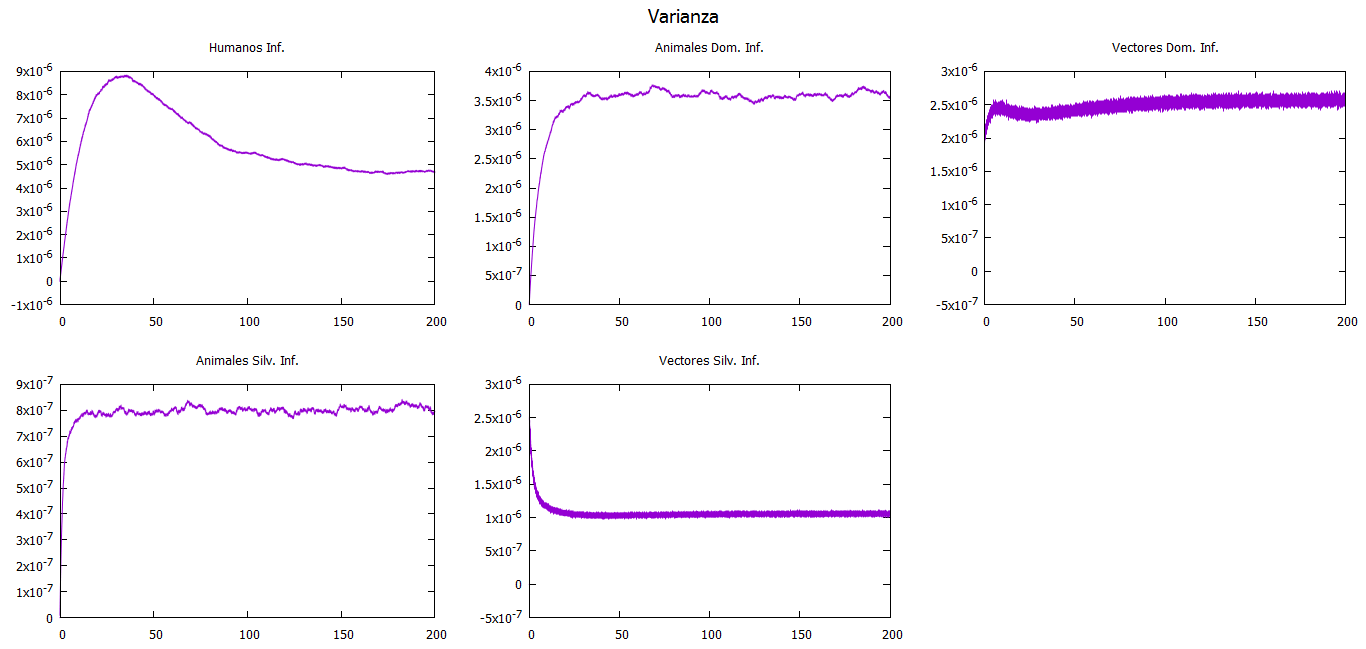 Varianza
Humanos Inf.
9x10-6
8x10-6
7x10-6
6x10-6
5x10-6
4x10-6
3x10-6
2x10-6
1x10-6
0
-1x10-6
0 50 100 150 200
Animales Dom. Inf.
4x10-6
3.5x10-6
3x10-6
2.5x10-6
2x10-6
1.5x10-6
1x10-6
5x10-7
0
0 50 100 150 200
Vectores Dom. Inf.
3x10-6
2.5x10-6
2x10-6
1.5x10-6
1x10-6
5x10-7
0
-5x10-7
0 50 100 150 200
Animales Silv. Inf.
9x10-7
8x10-7
7x10-7
6x10-7
5x10-7
4x10-7
3x10-7
2x10-7
1x10-7
0
0 50 100 150 200
Vectores Silv. Inf.
3x10-6
2.5x10-6
2x10-6
1.5x10-6
1x10-6
5x10-7
0
-5x10-7
0 50 100 150 200